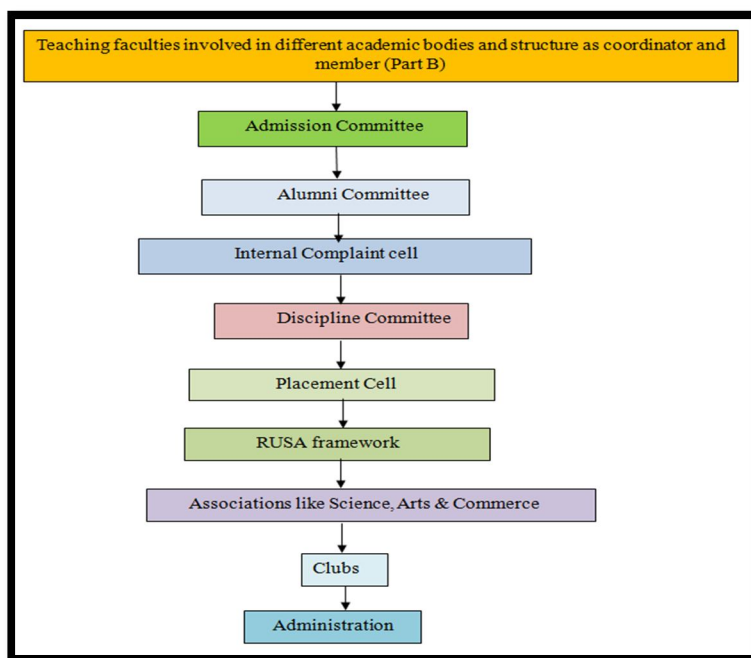 Teaching faculties involved in different academic bodies and structure as coordinator and
member (Part B)
Admission Committee
Alumni Committee
Internal Complaint cell
Discipline Committee
Placement Cell
RUSA framework
Associations like Science, Arts & Commerce
Clubs
Administration